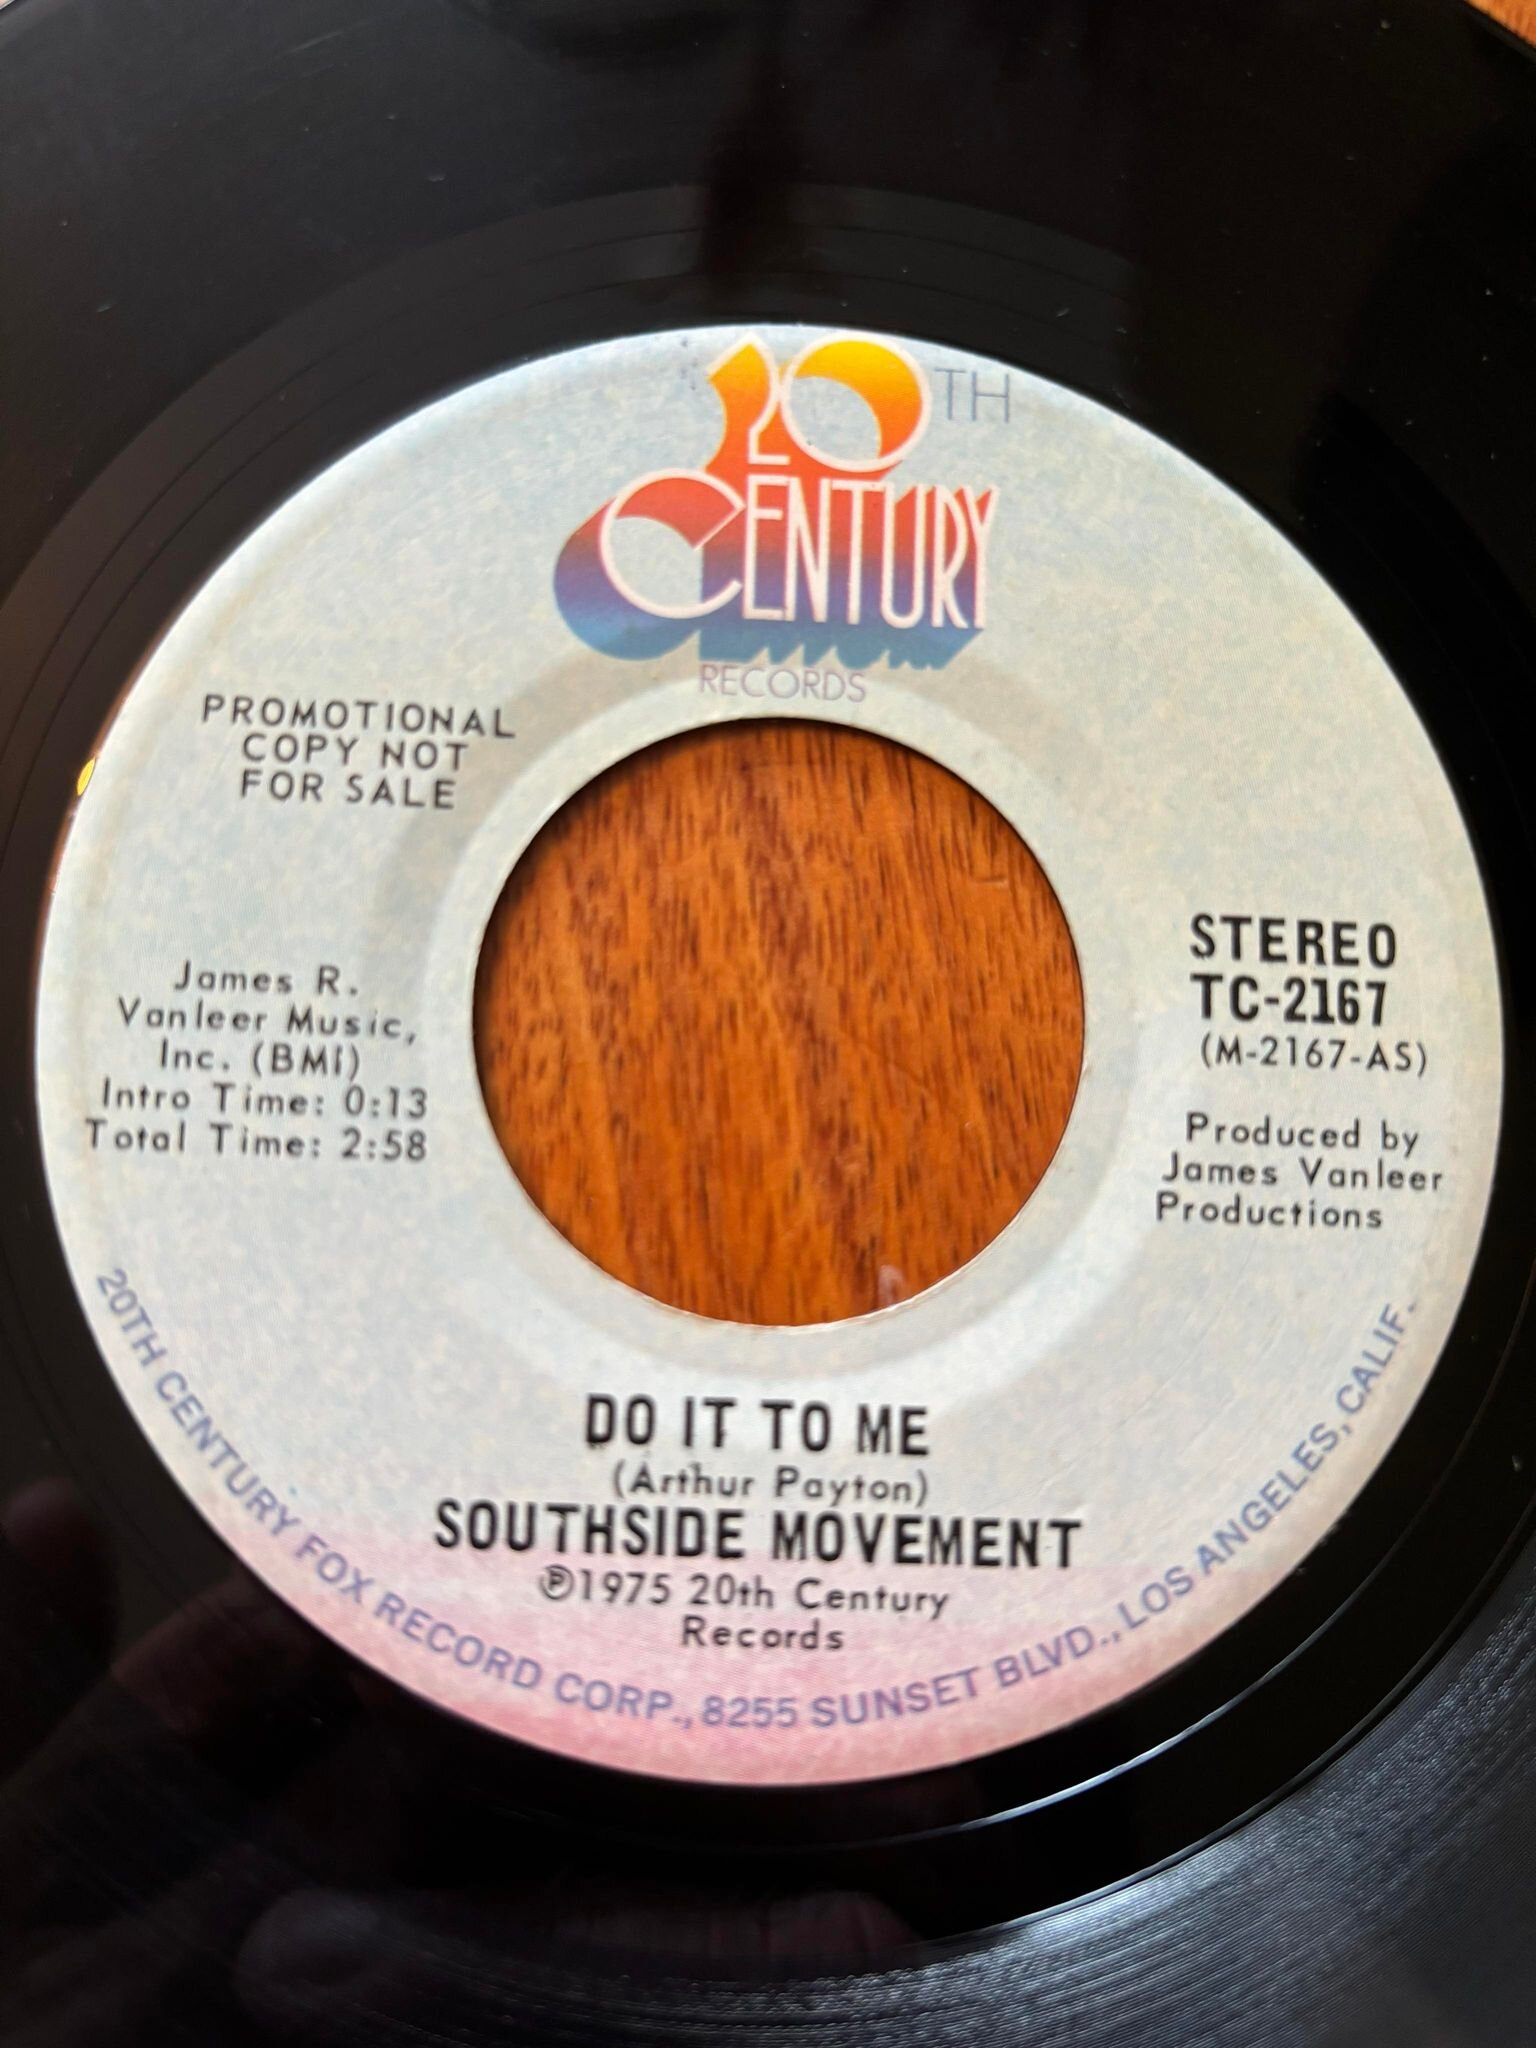 20TH
CENTURY
RECORDS
PROMOTIONAL
COPY NOT
FOR SALE
James R.
Vanleer Music,
Inc. (BMI)
Intro Time: 0:13
Total Time: 2:58
STEREO
TC-2167
(M-2167-AS)
Produced by
James Vanleer
Productions
DO IT TO ME
(Arthur Payton)
SOUTHSIDE MOVEMENT
℗1975 20th Century
Records
20TH CENTURY FOX RECORD CORP., 8255 SUNSET BLVD., LOS ANGELES, CALIF.